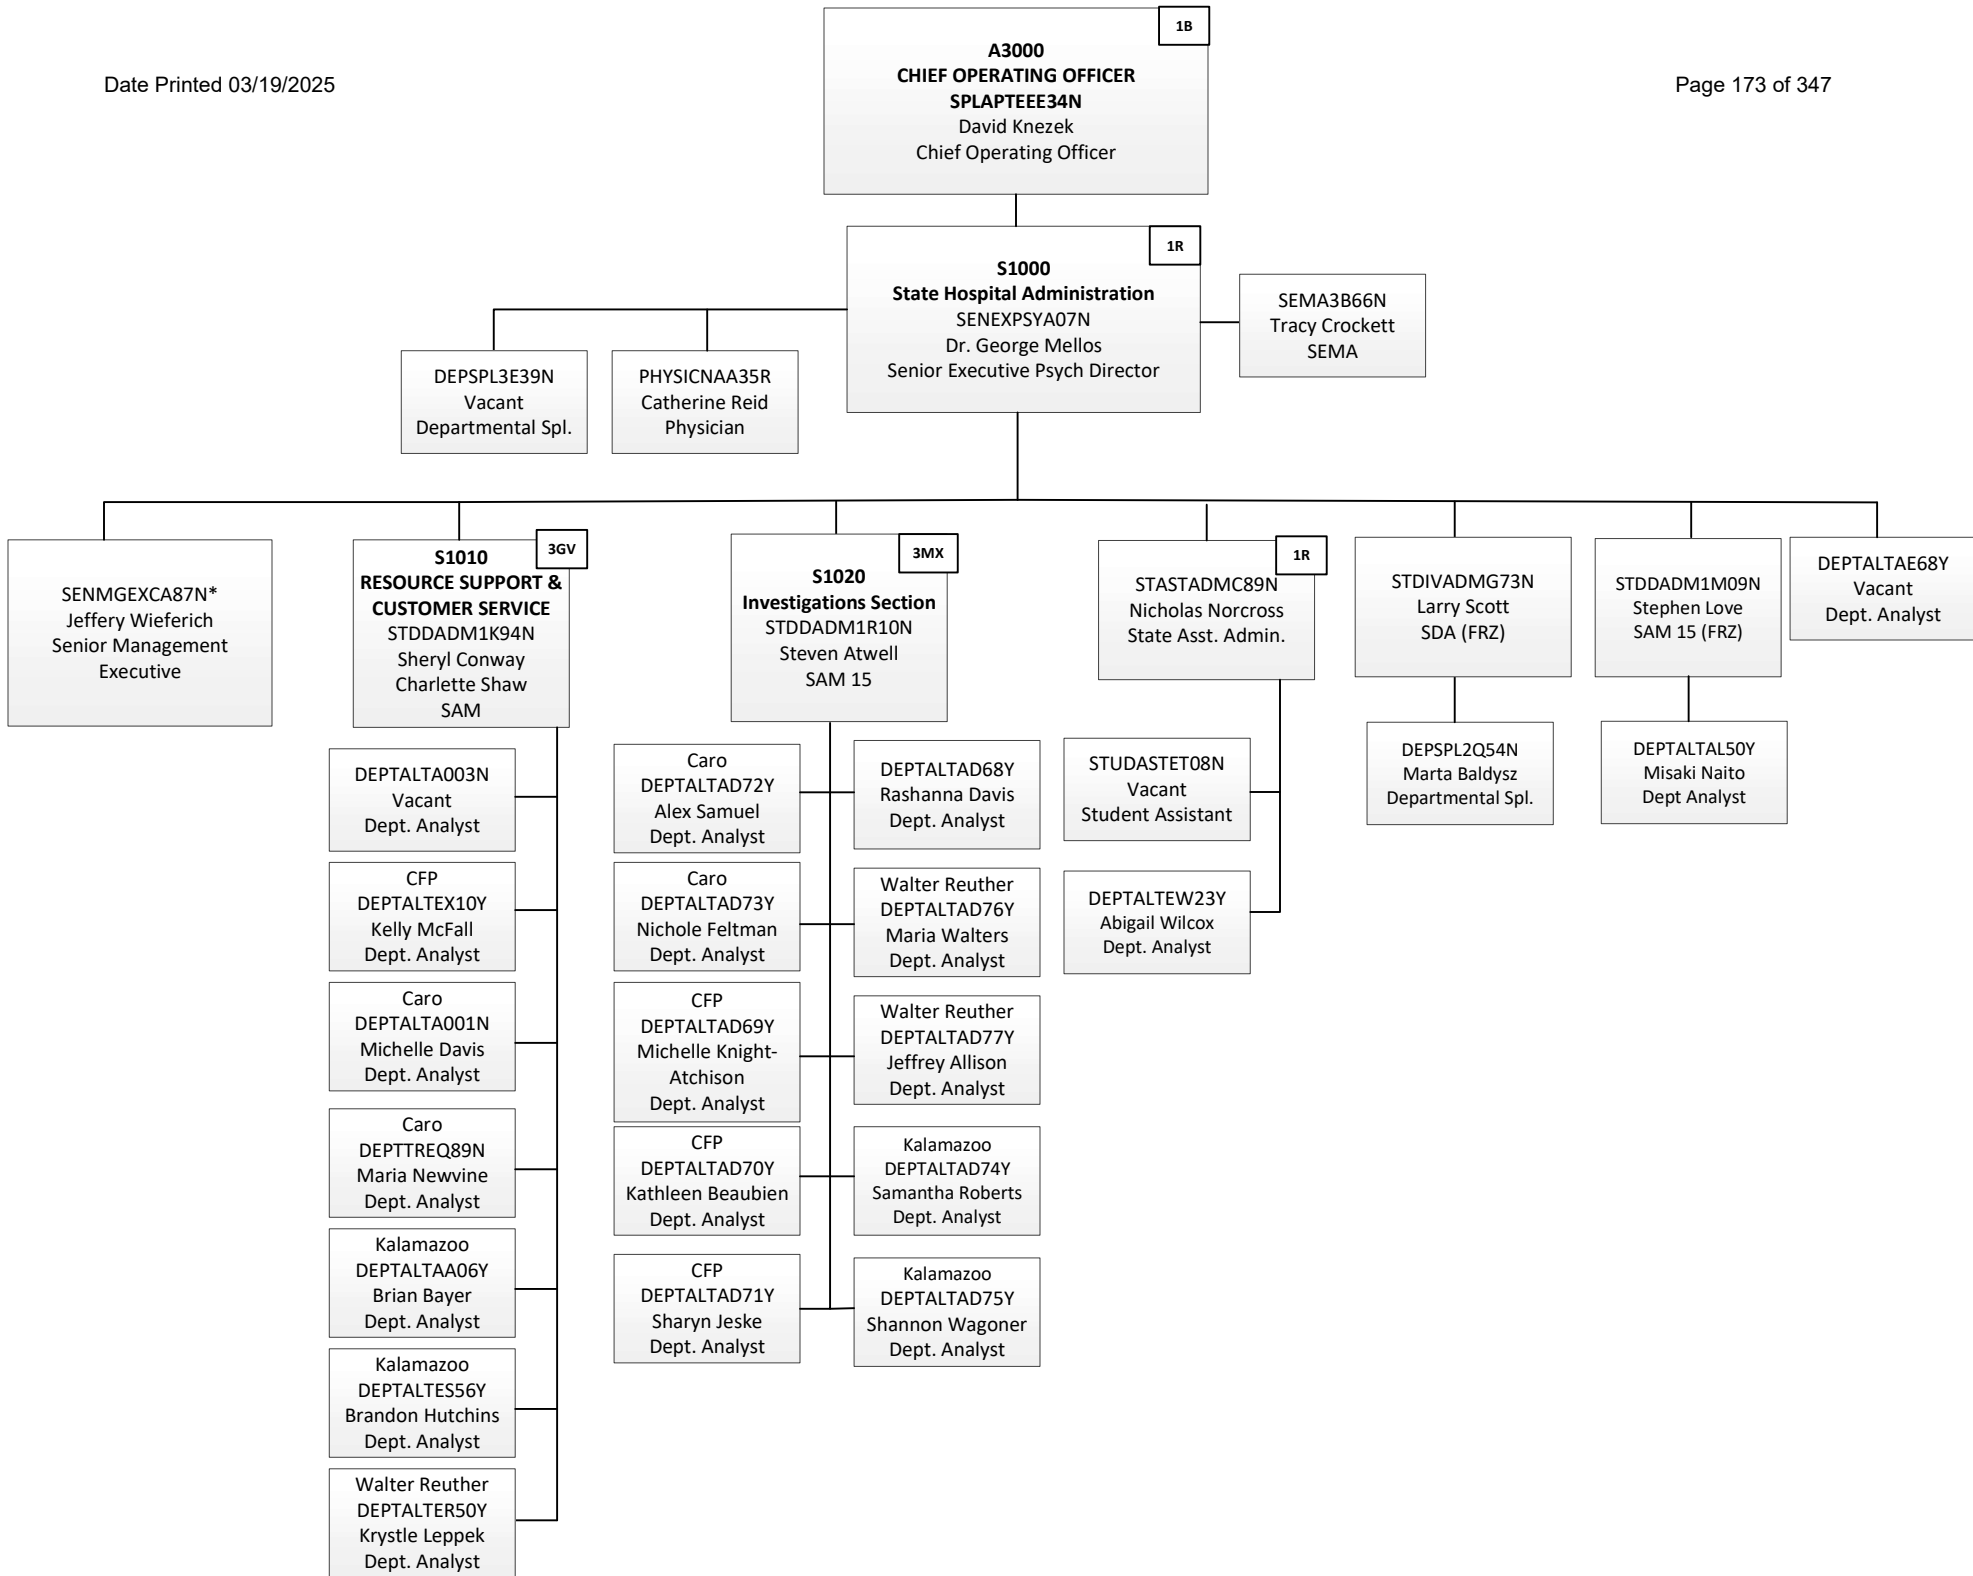 Date Printed 03/19/2025
Page 173 of 347
1B
A3000
CHIEF OPERATING OFFICER
SPLAPTEEE34N
David Knezek
Chief Operating Officer
1R
S1000
State Hospital Administration
SENEXPSYA07N
Dr. George Mellos
Senior Executive Psych Director
SEMA3B66N
Tracy Crockett
SEMA
DEPSPL3E39N
Vacant
Departmental Spl.
PHYSICNAA35R
Catherine Reid
Physician
SENMGEXCA87N*
Jeffery Wieferich
Senior Management
Executive
3GV
S1010
RESOURCE SUPPORT &
CUSTOMER SERVICE
STDDADM1K94N
Sheryl Conway
Charlette Shaw
SAM
3MX
S1020
Investigations Section
STDDADM1R10N
Steven Atwell
SAM 15
1R
STASTADMC89N
Nicholas Norcross
State Asst. Admin.
STDIVADMG73N
Larry Scott
SDA (FRZ)
STDDADM1M09N
Stephen Love
SAM 15 (FRZ)
DEPTALTAE68Y
Vacant
Dept. Analyst
DEPTALTA003N
Vacant
Dept. Analyst
CFP
DEPTALTEX10Y
Kelly McFall
Dept. Analyst
Caro
DEPTALTA001N
Michelle Davis
Dept. Analyst
Caro
DEPTTREQ89N
Maria Newvine
Dept. Analyst
Kalamazoo
DEPTALTAA06Y
Brian Bayer
Dept. Analyst
Kalamazoo
DEPTALTES56Y
Brandon Hutchins
Dept. Analyst
Walter Reuther
DEPTALTER50Y
Krystle Leppek
Dept. Analyst
Caro
DEPTALTAD72Y
Alex Samuel
Dept. Analyst
Caro
DEPTALTAD73Y
Nichole Feltman
Dept. Analyst
CFP
DEPTALTAD69Y
Michelle Knight-
Atchison
Dept. Analyst
CFP
DEPTALTAD70Y
Kathleen Beaubien
Dept. Analyst
CFP
DEPTALTAD71Y
Sharyn Jeske
Dept. Analyst
DEPTALTAD68Y
Rashanna Davis
Dept. Analyst
Walter Reuther
DEPTALTAD76Y
Maria Walters
Dept. Analyst
Walter Reuther
DEPTALTAD77Y
Jeffrey Allison
Dept. Analyst
Kalamazoo
DEPTALTAD74Y
Samantha Roberts
Dept. Analyst
Kalamazoo
DEPTALTAD75Y
Shannon Wagoner
Dept. Analyst
STUDASTET08N
Vacant
Student Assistant
DEPTALTEW23Y
Abigail Wilcox
Dept. Analyst
DEPSPL2Q54N
Marta Baldysz
Departmental Spl.
DEPTALTAL50Y
Misaki Naito
Dept Analyst